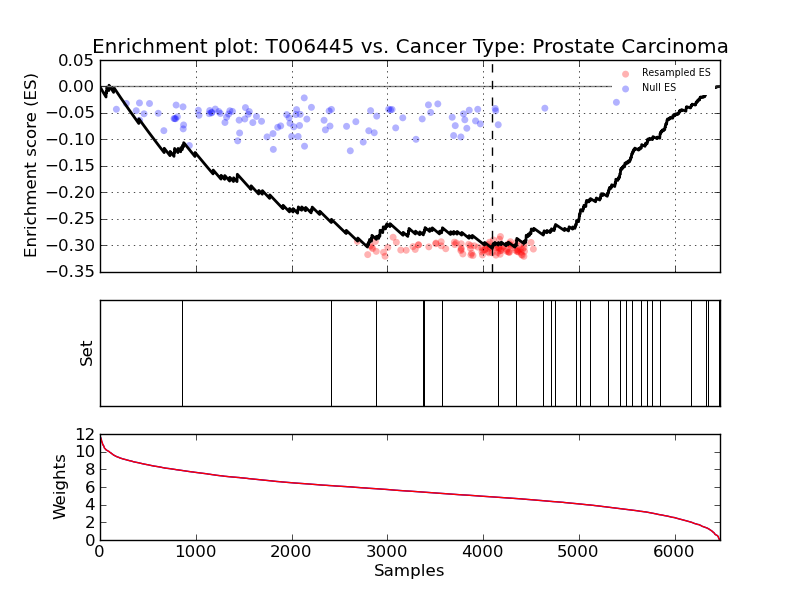 Enrichment plot: T006445 vs. Cancer Type: Prostate Carcinoma
Enrichment score (ES)
0.05
0.00
−0.05
−0.10
−0.15
−0.20
−0.25
−0.30
−0.35
Resampled ES
Null ES
Set
Weights
12
10
8
6
4
2
0
0 1000 2000 3000 4000 5000 6000
Samples